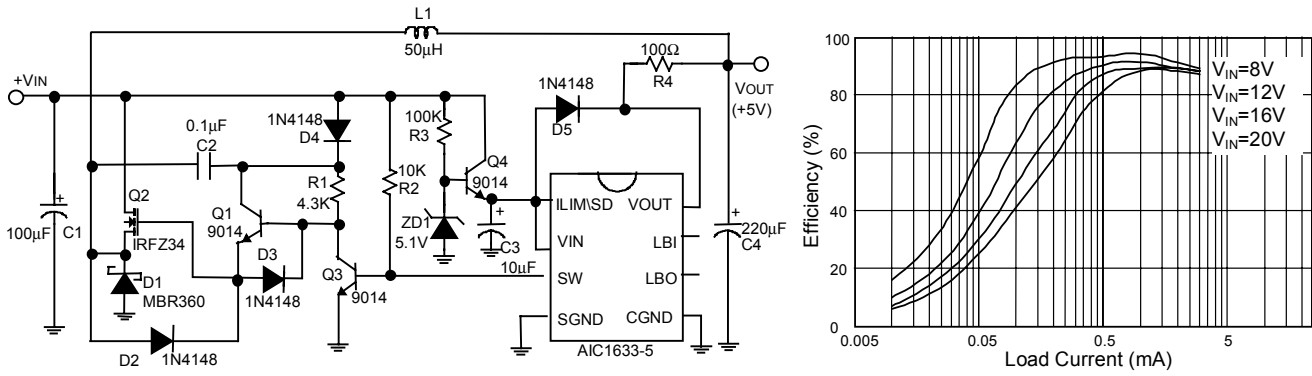 L1
50μH
100Ω
R4
+VIN
VOUT
(+5V)
1N4148
D5
1N4148
D4
100K
R3
0.1μF
C2
10K
R2
Q4
9014
R1
4.3K
Q2
IRFZ34
Q1
9014
+
100μF
C1
D3
1N4148
ZD1
5.1V
+
C3
10μF
ILIM\SD
VOUT
VIN
LBI
SW
LBO
SGND
CGND
AIC1633-5
+
220μF
C4
D1
MBR360
Q3
9014
D2
1N4148
Efficiency (%)
100
80
60
40
20
0
VIN=8V
VIN=12V
VIN=16V
VIN=20V
0.005
0.05
0.5
5
Load Current (mA)